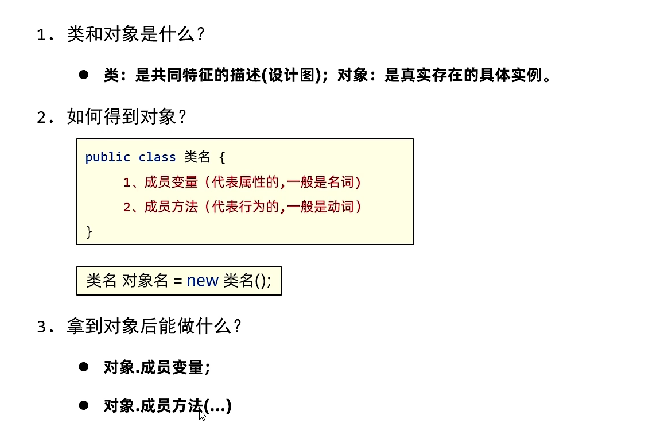 1. 类和对象是什么？
● 类：是共同特征的描述(设计图)；对象：是真实存在的具体实例。
2. 如何得到对象？
public class 类名 {
1、成员变量（代表属性的,一般是名词）
2、成员方法（代表行为的,一般是动词）
}
类名 对象名 = new 类名();
3. 拿到对象后能做什么？
● 对象.成员变量；
● 对象.成员方法(...)